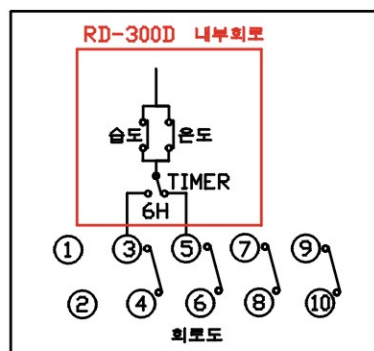 RD-300D 내부회로
습도 온도
TIMER
6H
① ③ ⑤ ⑦ ⑨
② ④ ⑥ ⑧ ⑩
회로도